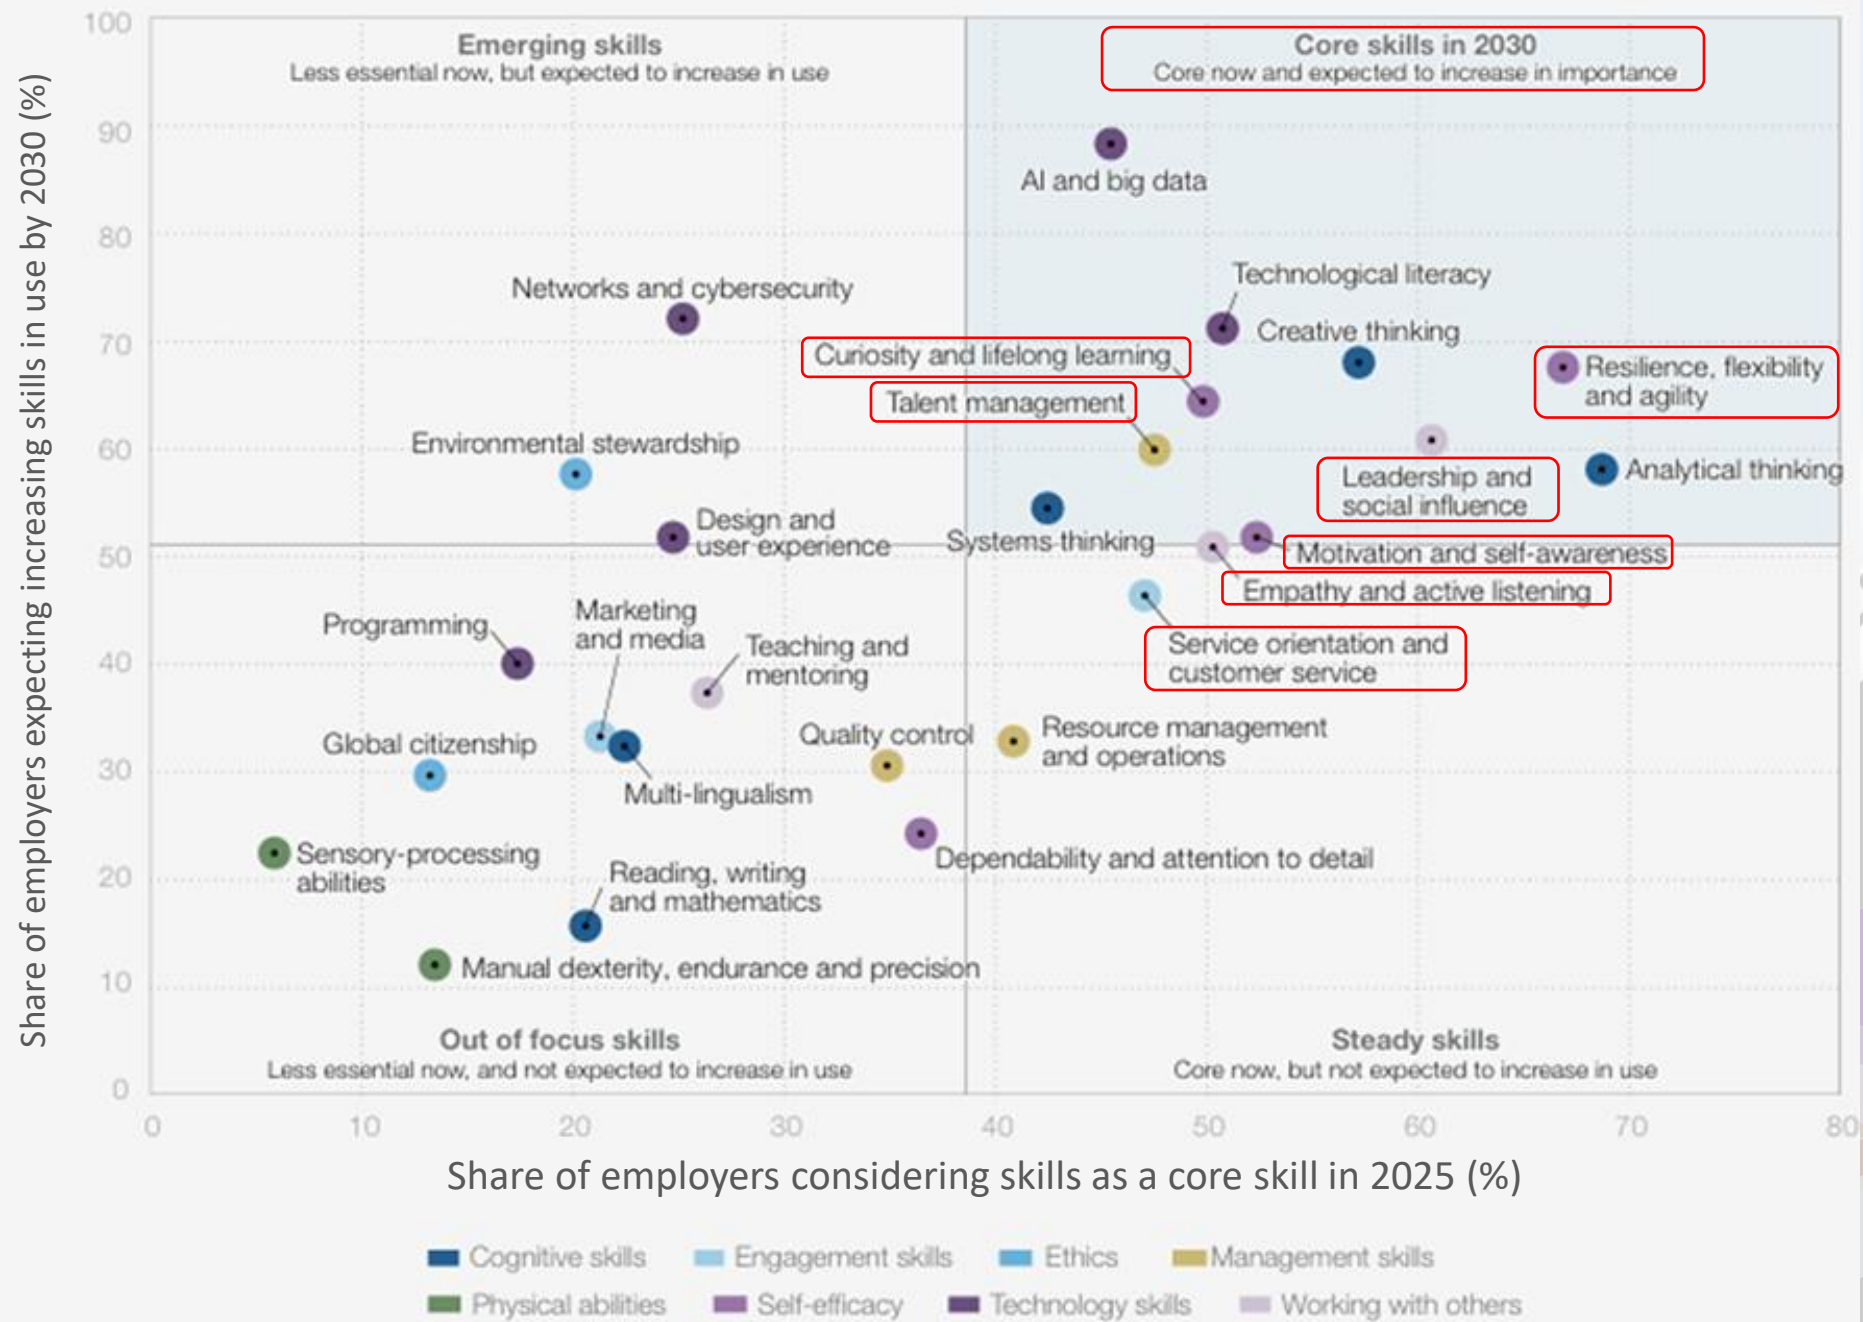 Share of employers expecting increasing skills in use by 2030 (%)
100
90
80
70
60
50
40
30
20
10
0
Emerging skills
Less essential now, but expected to increase in use
Core skills in 2030
Core now and expected to increase in importance
AI and big data
Networks and cybersecurity
Technological literacy
Creative thinking
Curiosity and lifelong learning
Resilience, flexibility
and agility
Talent management
Environmental stewardship
Leadership and
social influence
Analytical thinking
Design and
user experience
Systems thinking
Motivation and self-awareness
Empathy and active listening
Programming
Marketing
and media
Teaching and
mentoring
Service orientation and
customer service
Global citizenship
Quality control
Resource management
and operations
Multi-lingualism
Sensory-processing
abilities
Dependability and attention to detail
Reading, writing
and mathematics
Manual dexterity, endurance and precision
Out of focus skills
Less essential now, and not expected to increase in use
Steady skills
Core now, but not expected to increase in use
0 10 20 30 40 50 60 70 80
Share of employers considering skills as a core skill in 2025 (%)
Cognitive skills Engagement skills Ethics Management skills
Physical abilities Self-efficacy Technology skills Working with others